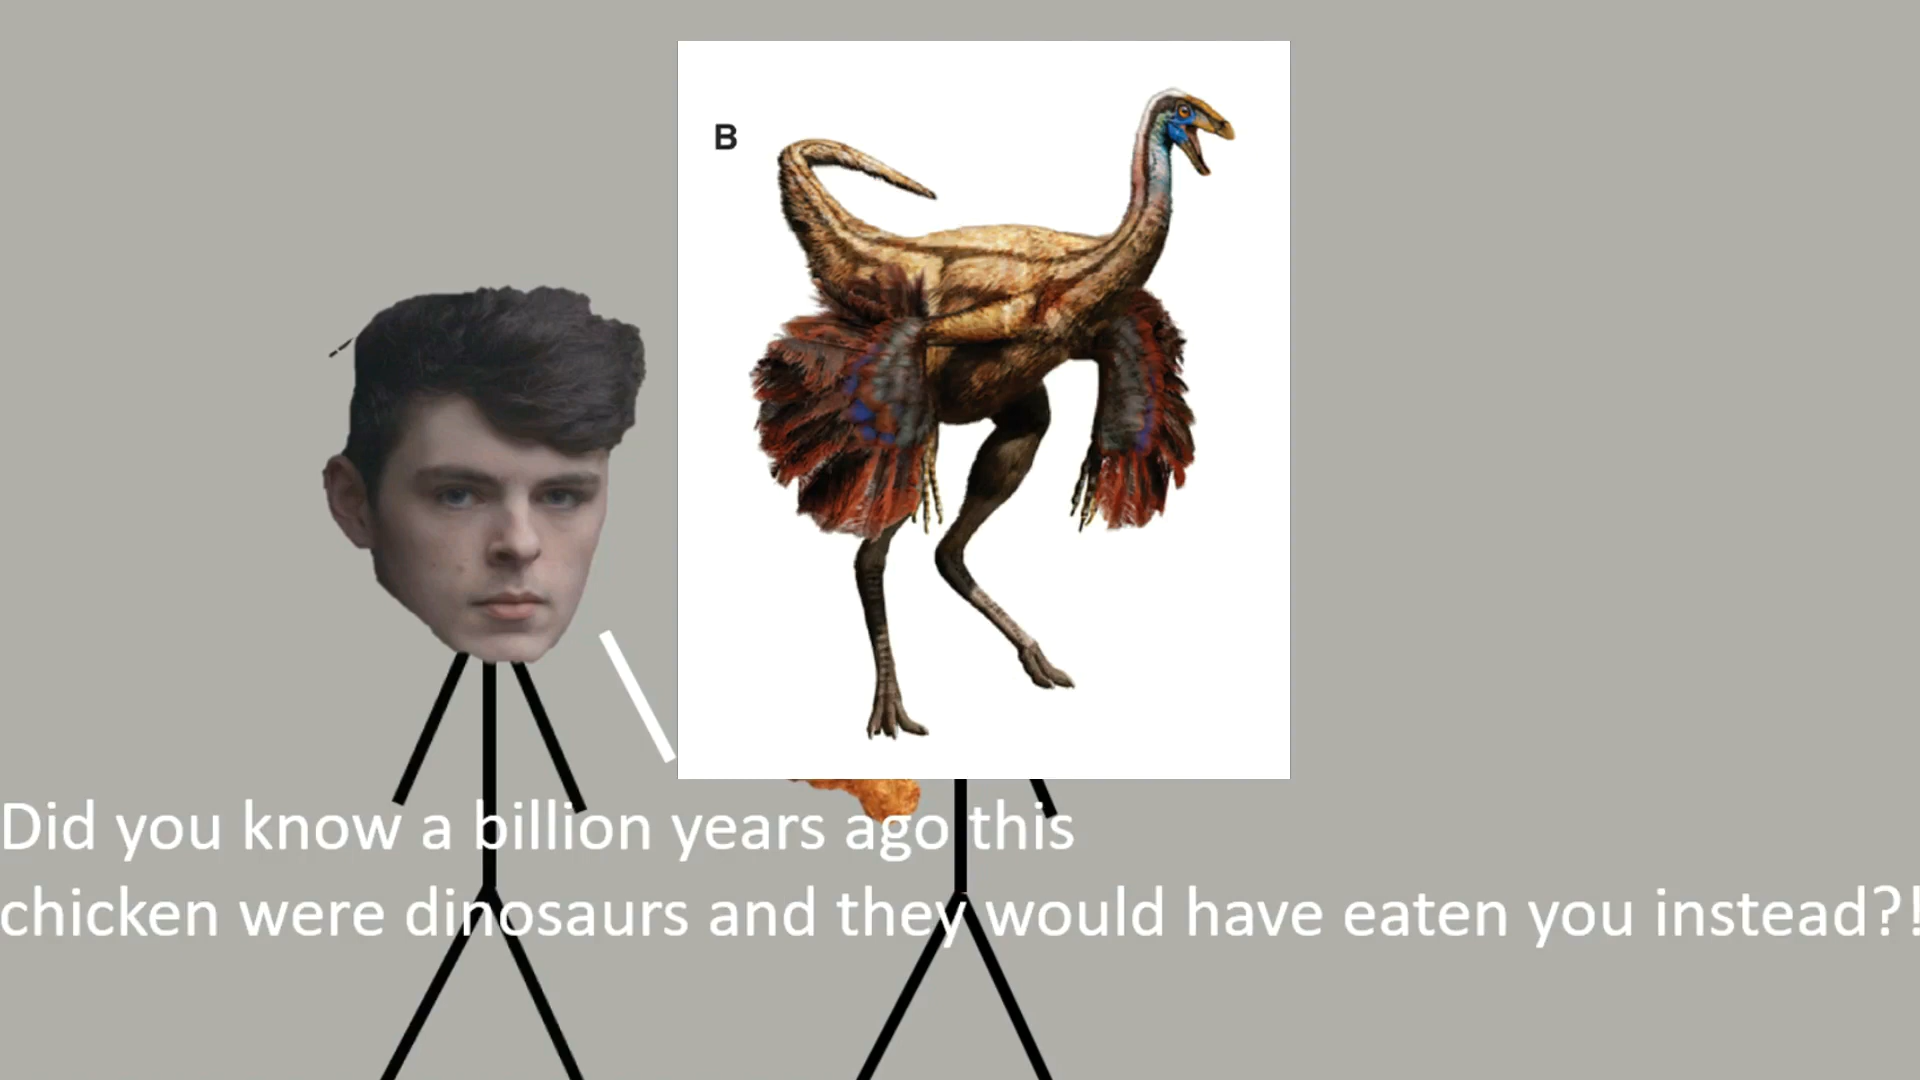 B
Did you know a billion years ago this
chicken were dinosaurs and they would have eaten you instead?!